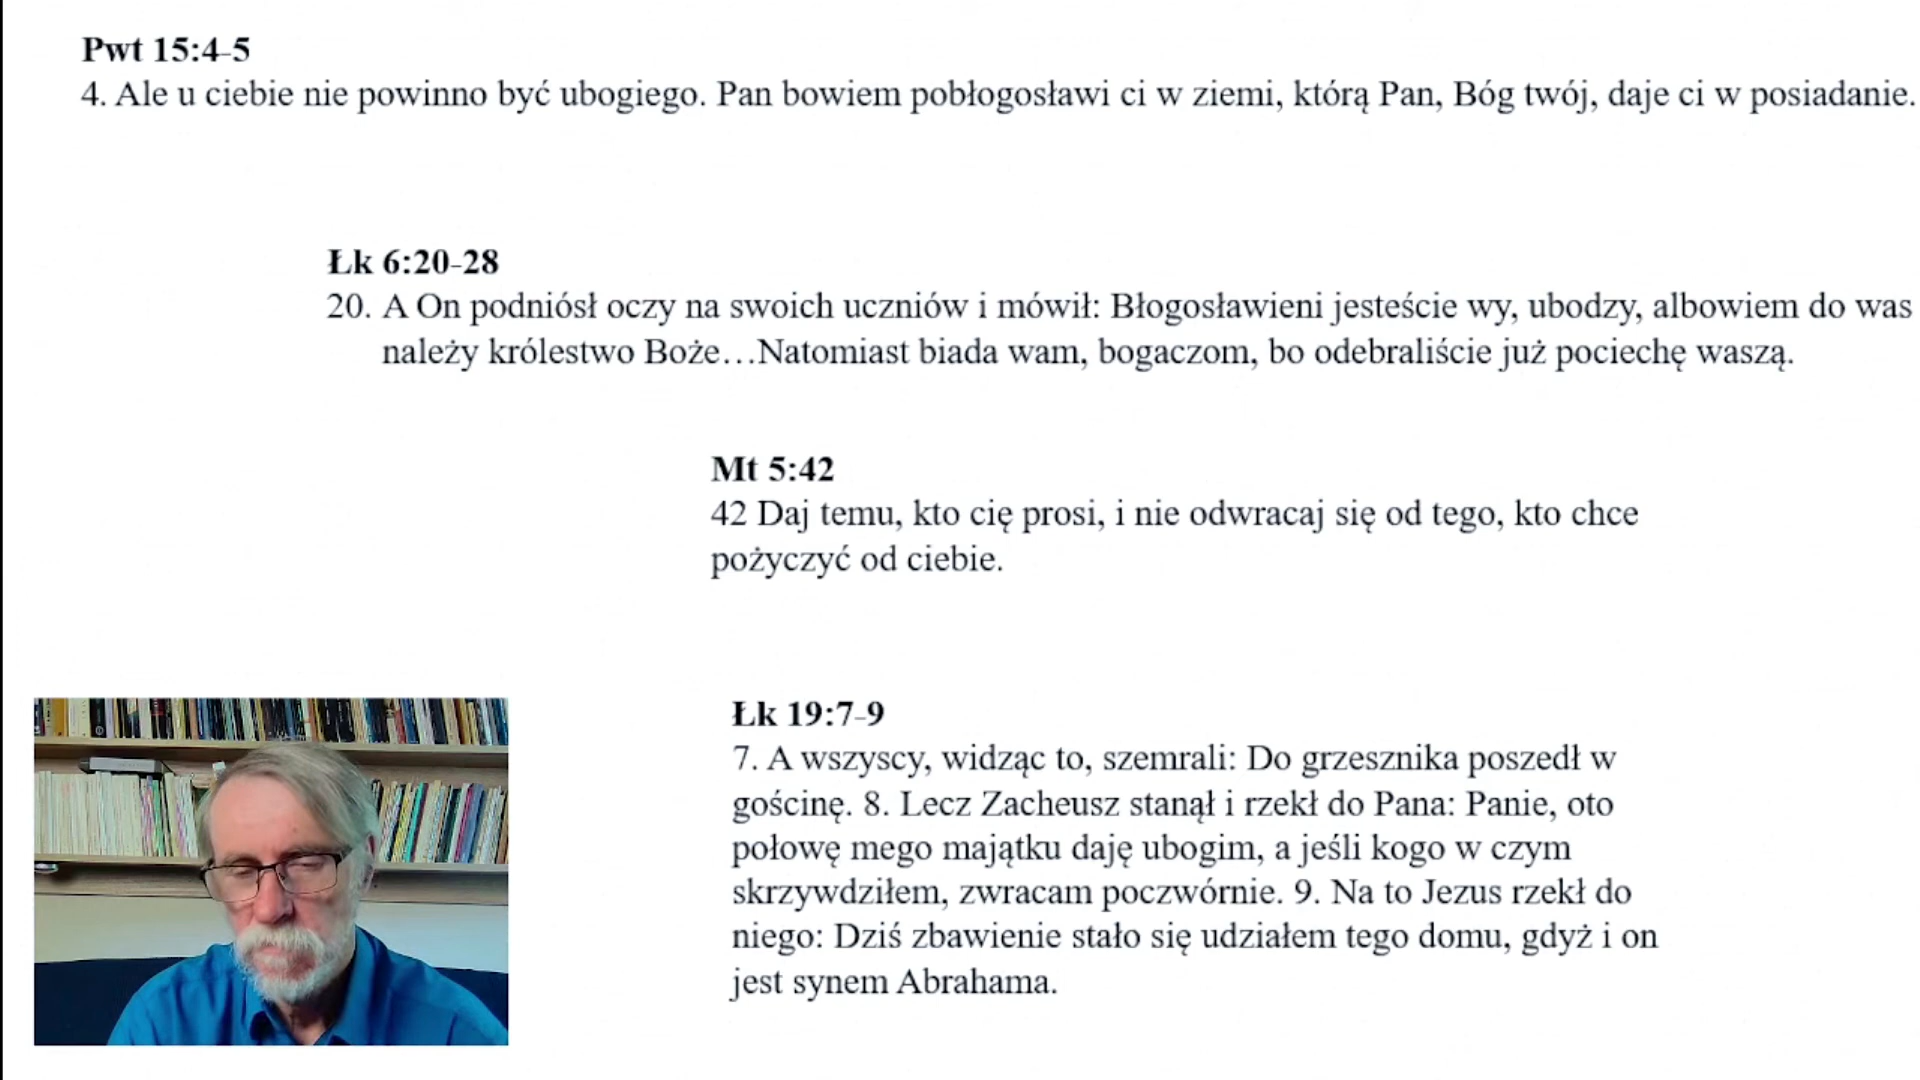 Pwt 15:4-5
4. Ale u ciebie nie powinno być ubogiego. Pan bowiem pobłogosławi ci w ziemi, którą Pan, Bóg twój, daje ci w posiadanie.
Łk 6:20-28
20. A On podniósł oczy na swoich uczniów i mówił: Błogosławieni jesteście wy, ubodzy, albowiem do was
należy królestwo Boże…Natomiast biada wam, bogaczom, bo odebraliście już pociechę waszą.
Mt 5:42
42 Daj temu, kto cię prosi, i nie odwracaj się od tego, kto chce
pożyczyć od ciebie.
Łk 19:7-9
7. A wszyscy, widząc to, szemrali: Do grzesznika poszedł w
gościnę. 8. Lecz Zacheusz stanął i rzekł do Pana: Panie, oto
połowę mego majątku daję ubogim, a jeśli kogo w czym
skrzywdziłem, zwracam poczwórnie. 9. Na to Jezus rzekł do
niego: Dziś zbawienie stało się udziałem tego domu, gdyż i on
jest synem Abrahama.